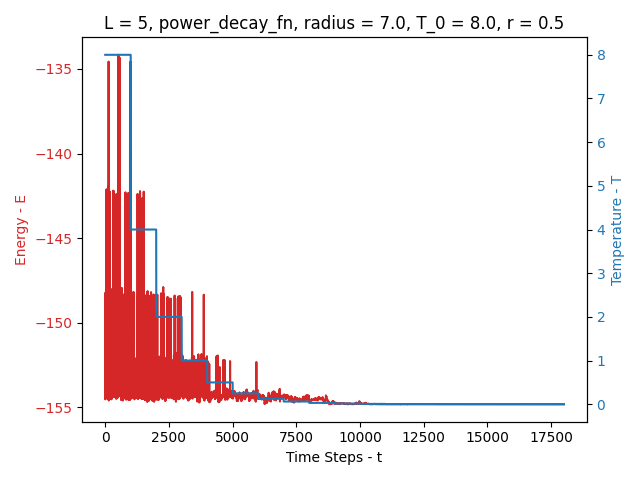 L = 5, power_decay_fn, radius = 7.0, T_0 = 8.0, r = 0.5
−135
−140
−145
−150
−155
Energy - E
8
7
6
5
4
3
2
1
0
Temperature - T
0 2500 5000 7500 10000 12500 15000 17500
Time Steps - t